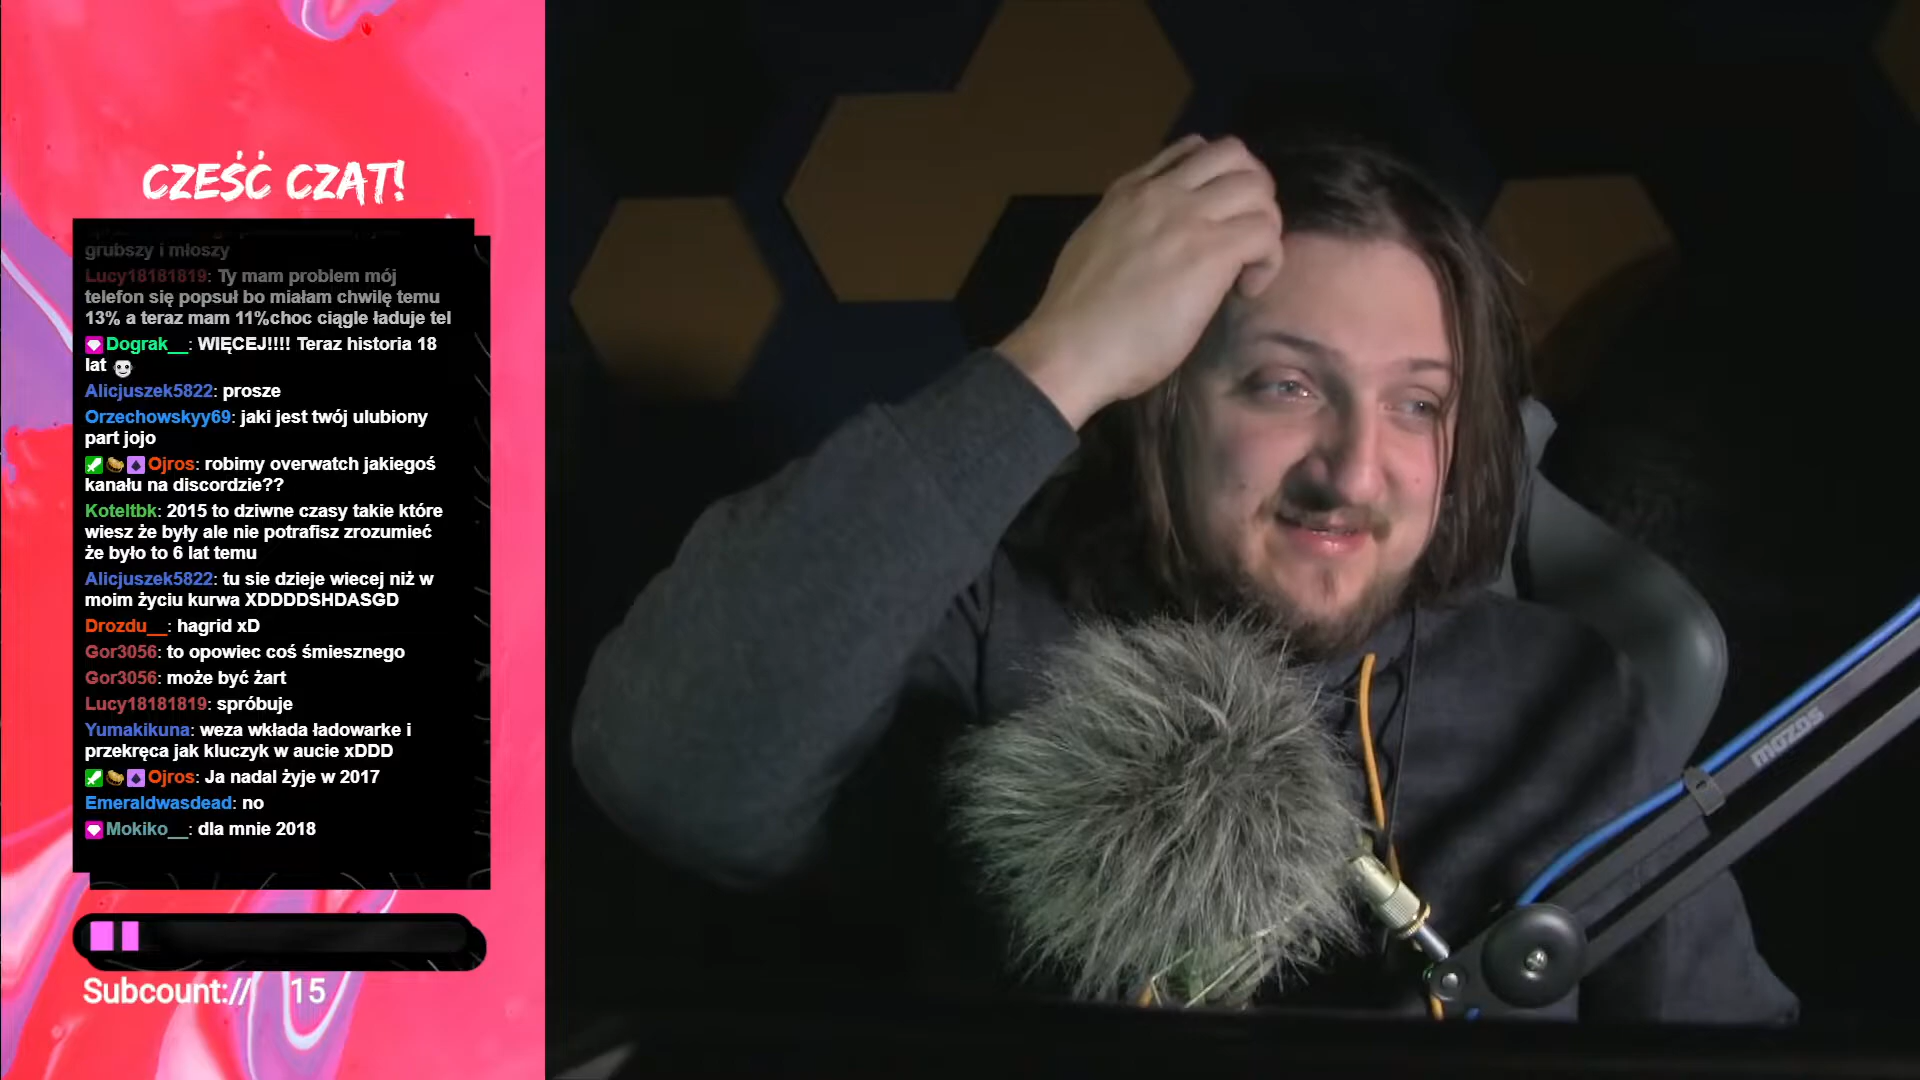 CZEŚĆ CZAT!
grubszy i młoszy
Lucy18181819: Ty mam problem mój
telefon się popsuł bo miałam chwilę temu
13% a teraz mam 11%choc ciągle ładuje tel
Dograk__: WIĘCEJ!!!! Teraz historia 18
lat
Alicjuszek5822: prosze
Orzechowskyy69: jaki jest twój ulubiony
part jojo
Ojros: robimy overwatch jakiegoś
kanału na discordzie??
Koteltbk: 2015 to dziwne czasy takie które
wiesz że były ale nie potrafisz zrozumieć
że było to 6 lat temu
Alicjuszek5822: tu sie dzieje wiecej niż w
moim życiu kurwa XDDDDSHDASGD
Drozdu__: hagrid xD
Gor3056: to opowiec coś śmiesznego
Gor3056: może być żart
Lucy18181819: spróbuje
Yumakikuna: weza wkłada ładowarke i
przekręca jak kluczyk w aucie xDDD
Ojros: Ja nadal żyje w 2017
Emeraldwasdead: no
Mokiko__: dla mnie 2018
Subcount:// 15
mozos